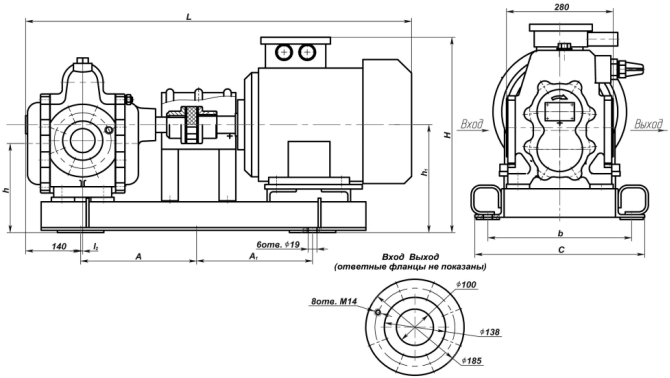 L
280
H
h
h₁
Вход
Выход
140
l₁
A
A₁
6отв. ϕ19
b
C
Вход Выход
(ответные фланцы не показаны)
ϕ100
8отв. М14
ϕ138
ϕ185